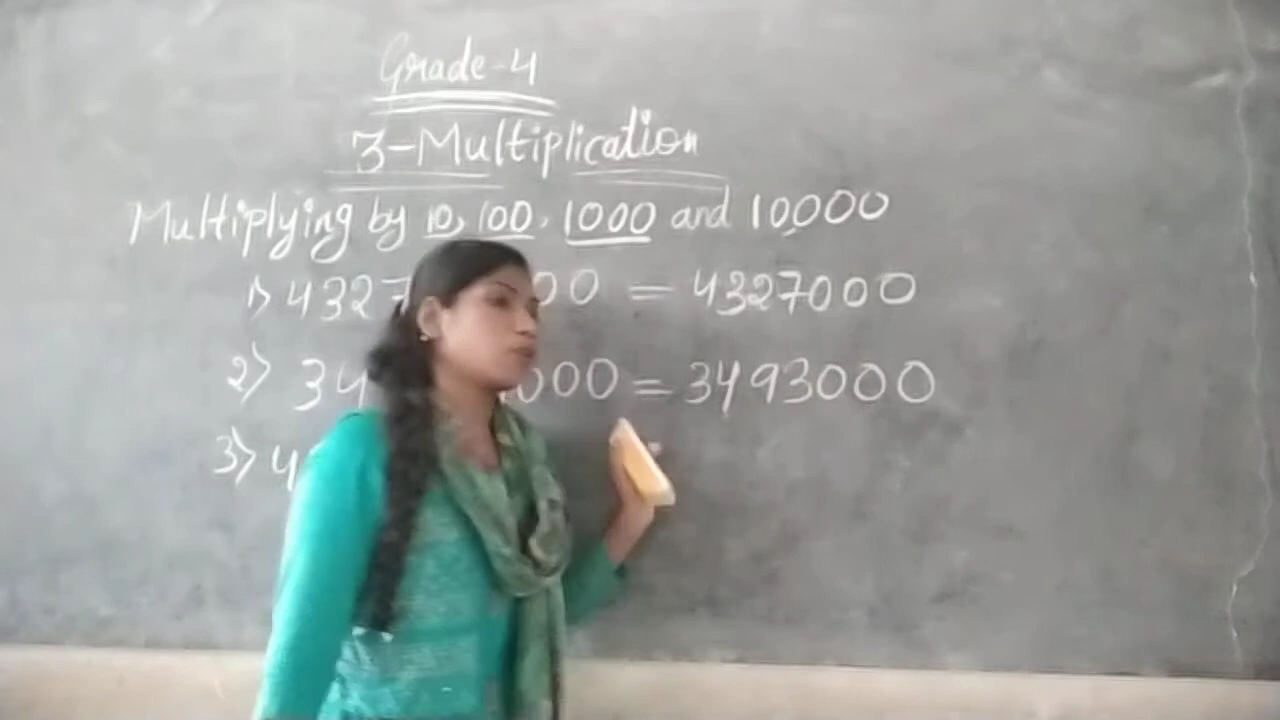 Grade-4
3-Multiplication
Multiplying by 10, 100, 1000 and 10,000
1) 4327 00 = 4327000
2) 34 000 = 3493000
3) 4